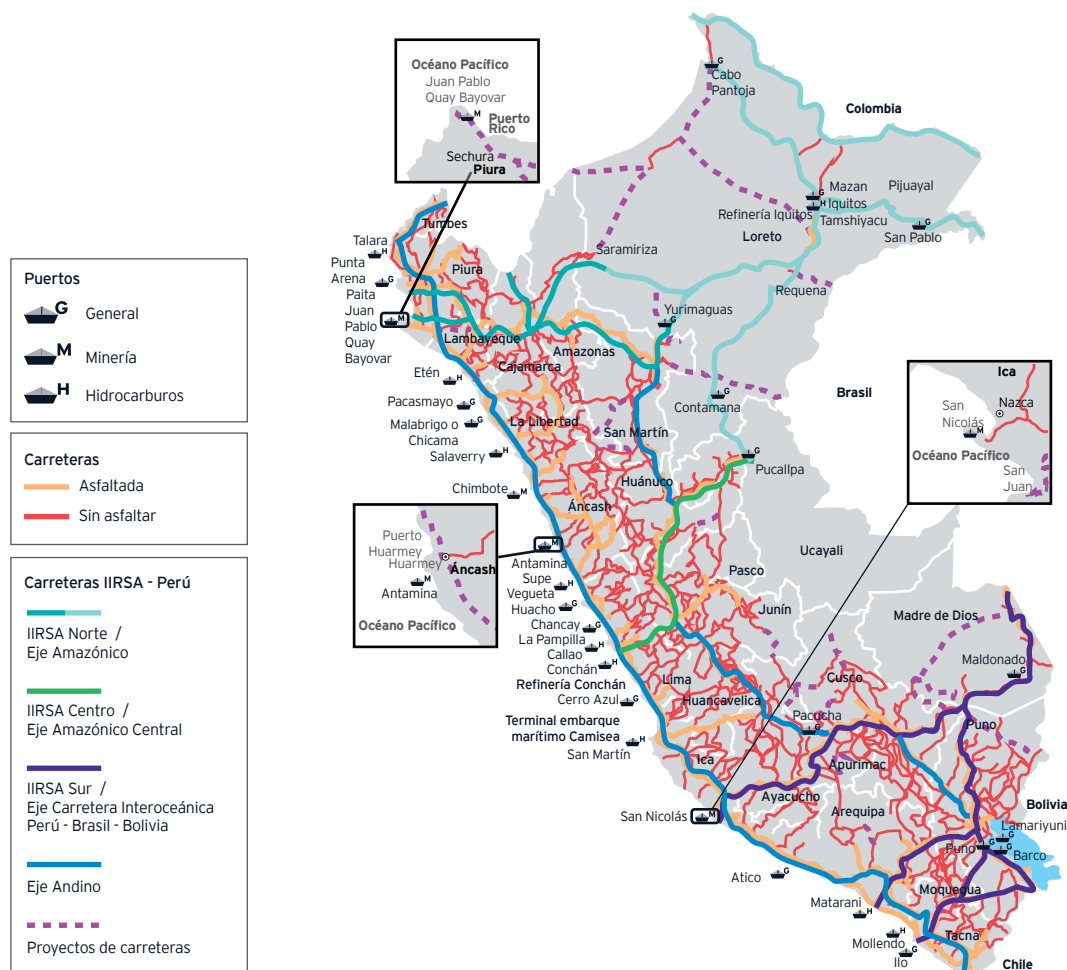 Puertos
G
General
M
Minería
H
Hidrocarburos
Carreteras
Asfaltada
Sin asfaltar
Carreteras IIRSA - Perú
IIRSA Norte /
Eje Amazónico
IIRSA Centro /
Eje Amazónico Central
IIRSA Sur /
Eje Carretera Interoceánica
Perú - Brasil - Bolivia
Eje Andino
Proyectos de carreteras
Océano Pacífico
Juan Pablo
Quay Bayovar
M
Puerto
Rico
Sechura
Piura
G
Cabo
Pantoja
Colombia
G
Mazan
H
Iquitos
Pijuayal
Refinería Iquitos
Tamshiyacu
G
San Pablo
Loreto
Saramiriza
Requena
Yurimaguas
G
Tumbes
Talara
H
Punta
Arena
G
Piura
Paita
Juan
Pablo
Quay
Bayovar
M
Lambayeque
Amazonas
Cajamarca
Etén
H
Pacasmayo
G
Malabrigo o
Chicama
G
La Libertad
Salaverry
H
San Martín
Contamana
G
Brasil
Pucallpa
G
Huánuco
Chimbote
M
Áncash
Ica
Nazca
San
Nicolás
M
Océano Pacífico
San
Juan
Puerto
Huarmey
Huarmey
Áncash
M
Antamina
Océano Pacífico
M
Antamina
Supe
Vegueta
H
Huacho
G
Chancay
G
La Pampilla
H
Callao
Conchán
H
Refinería Conchán
Cerro Azul
G
Terminal embarque
marítimo Camisea
H
San Martín
Ucayali
Pasco
Junín
Madre de Dios
Maldonado
G
Lima
Cusco
Huancavelica
Pacucha
G
Puno
Ica
Apurimac
Ayacucho
Arequipa
San Nicolás
M
Bolivia
Lamariyuni
G
Puno
G
G
Barco
Atico
G
Moquegua
Matarani
H
H
Mollendo
G
Ilo
Tacna
Chile